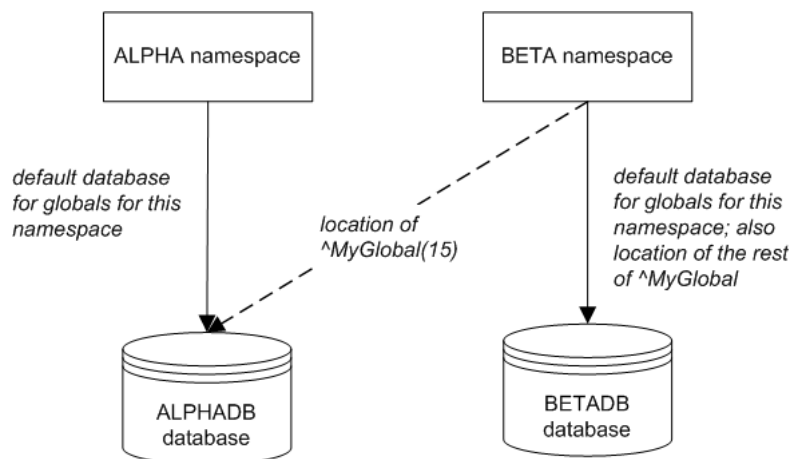 ALPHA namespace
BETA namespace
default database
for globals for this
namespace
location of
^MyGlobal(15)
default database
for globals for this
namespace; also
location of the rest
of ^MyGlobal
ALPHADB
database
BETADB
database